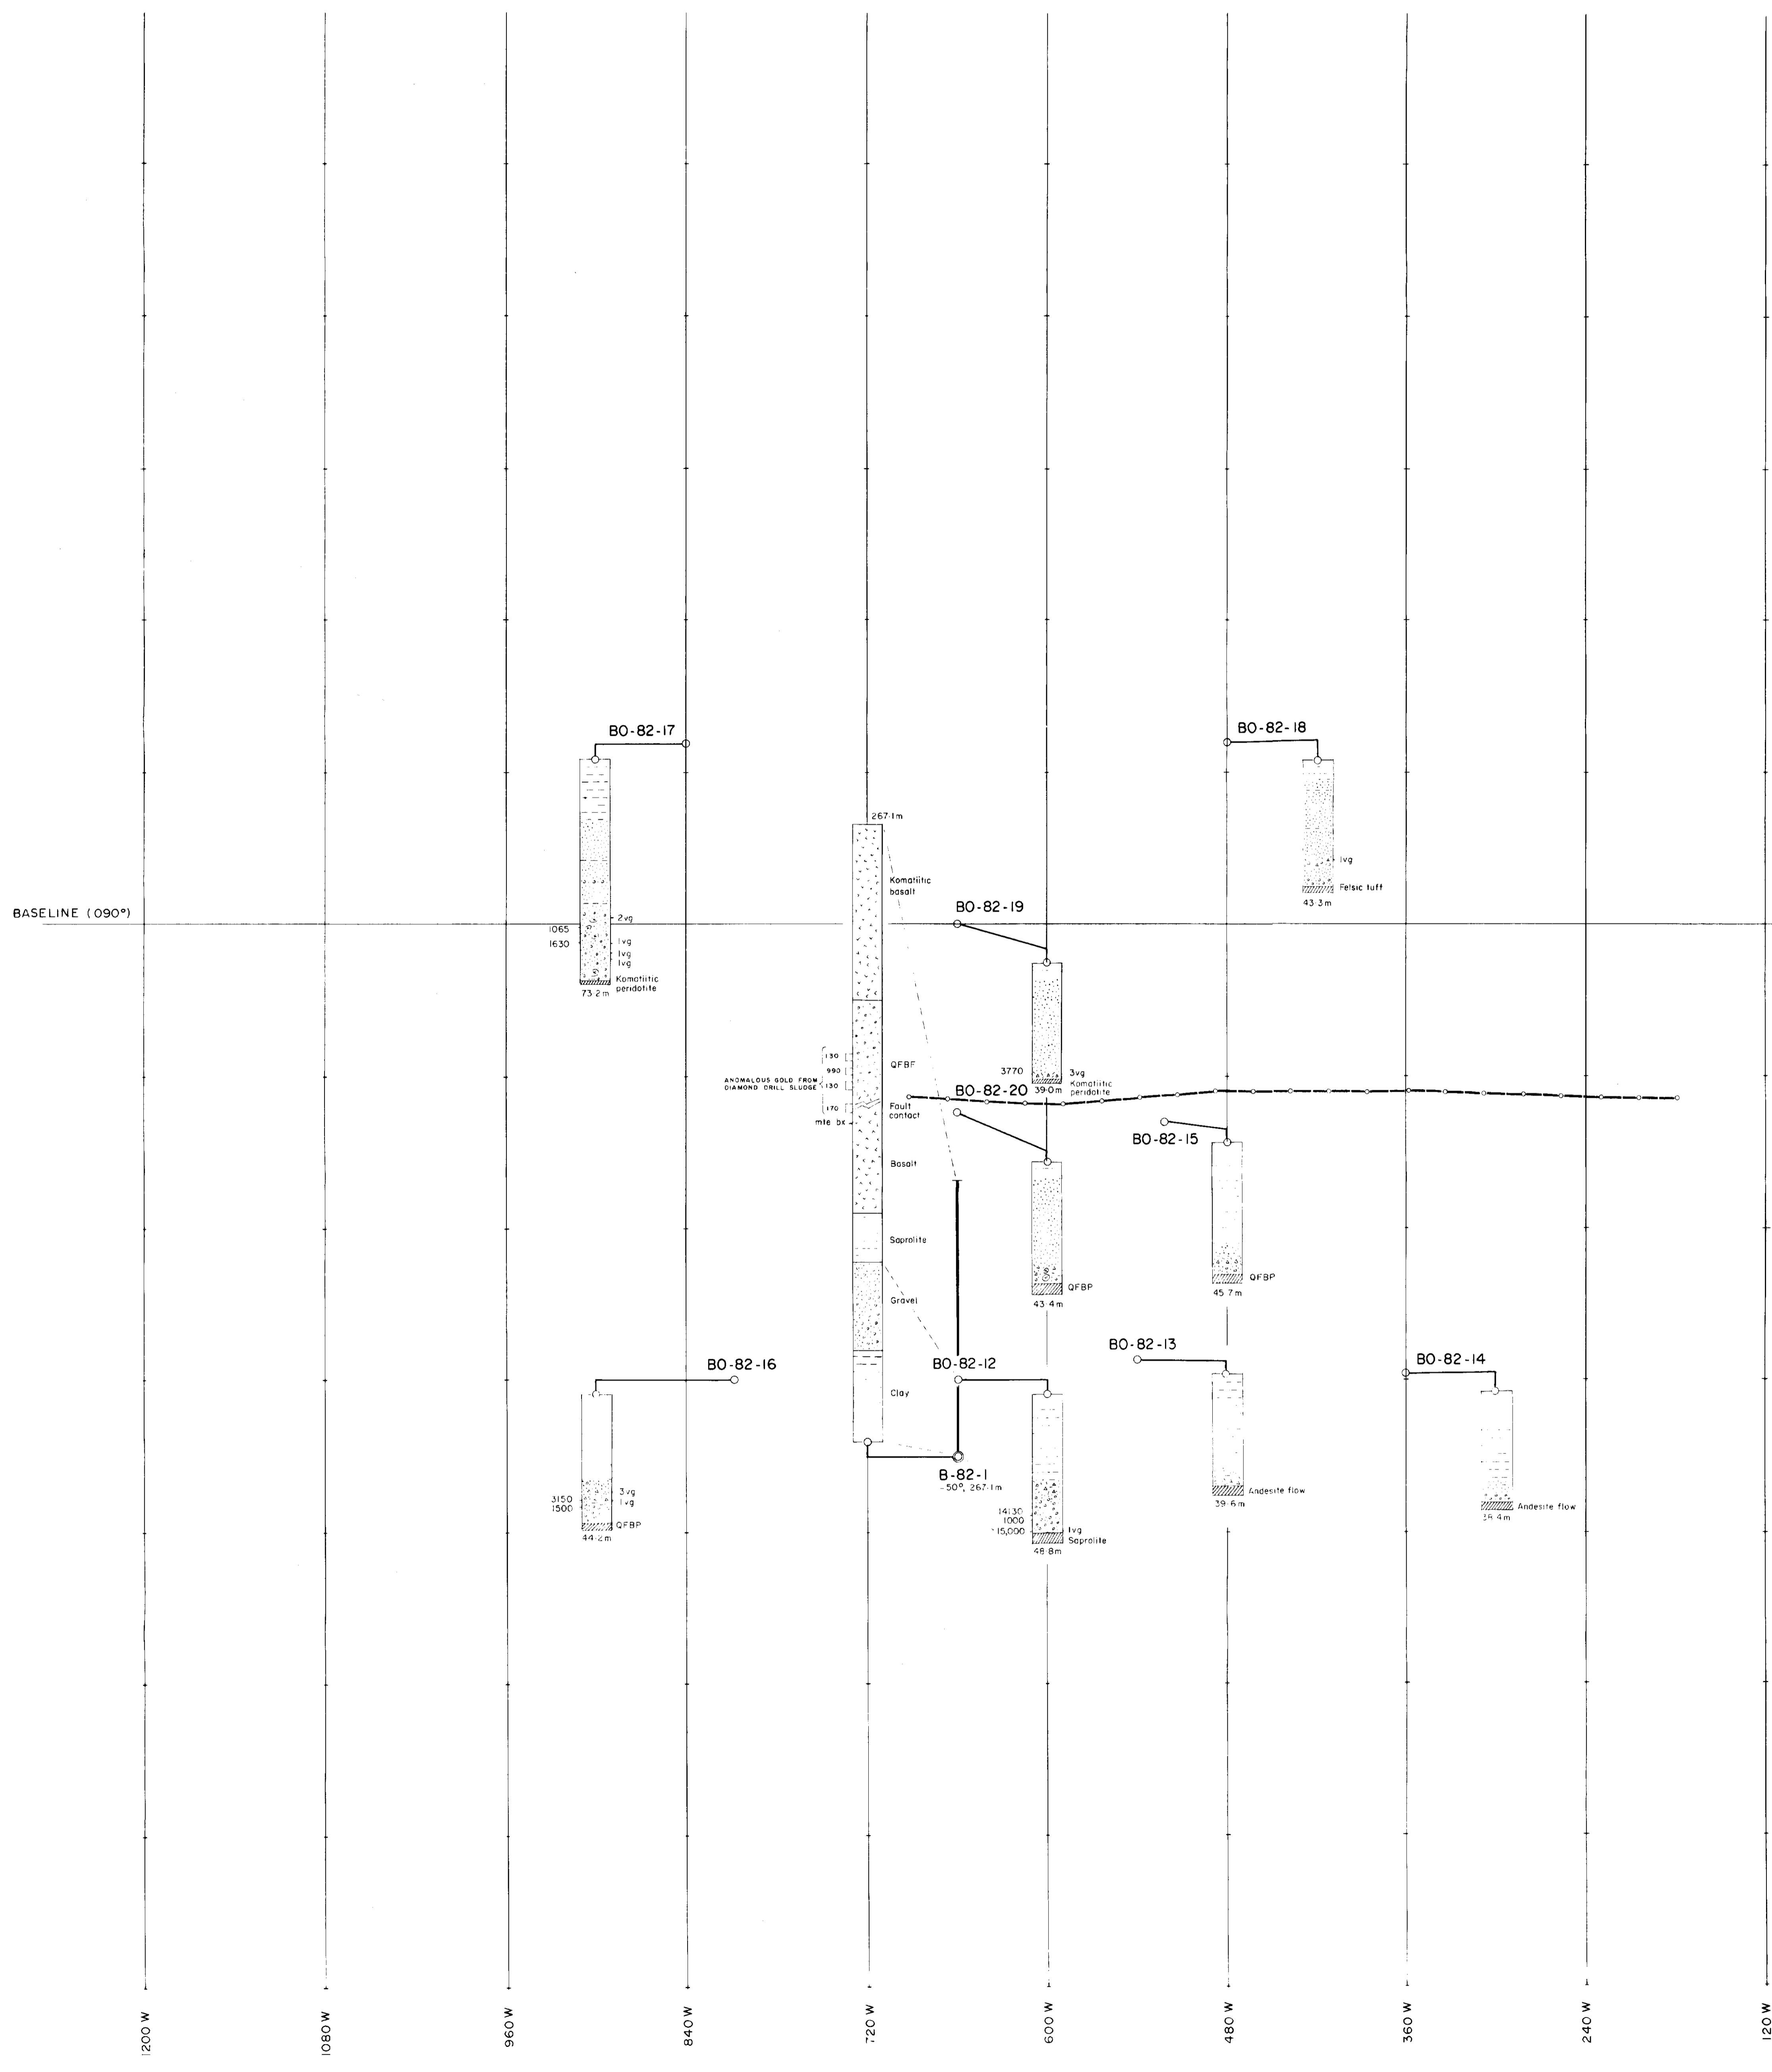 BO-82-17
BO-82-18
267·1m
Komatiitic
basalt
1vg
Felsic tuff
43·3m
BASELINE (090°)
BO-82-19
2vg
1065
1630
1vg
1vg
1vg
Komatiitic
peridotite
73·2m
130
990
130
170
ANOMALOUS GOLD FROM
DIAMOND DRILL SLUDGE
QFBF
3770
3vg
Komatiitic
peridotite
39·0m
BO-82-20
Fault
contact
mte bx
BO-82-15
Basalt
Saprolite
QFBP
45·7m
QFBP
43·4m
Gravel
BO-82-13
BO-82-14
BO-82-16
BO-82-12
Clay
B-82-1
-50°, 267·1m
3vg
1vg
3150
1500
QFBP
44·2m
14130
1000
15,000
1vg
Saprolite
48·8m
Andesite flow
39·6m
Andesite flow
38·4m
1200 W
1080 W
960 W
840 W
720 W
600 W
480 W
360 W
240 W
120 W